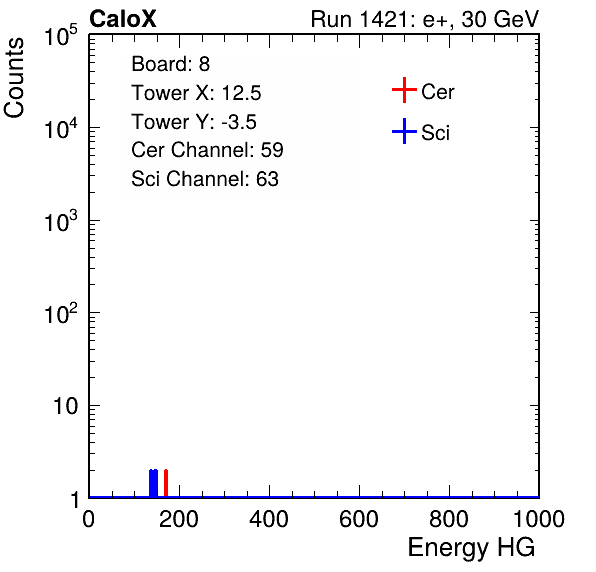 CaloX Run 1421: e+, 30 GeV
Counts
Board: 8
Tower X: 12.5
Tower Y: -3.5
Cer Channel: 59
Sci Channel: 63
Cer
Sci
10^5
10^4
10^3
10^2
10
1
0 200 400 600 800 1000
Energy HG